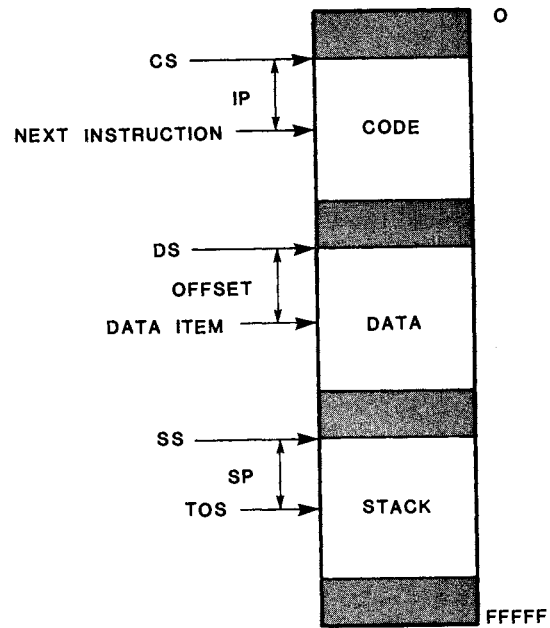 O
CS
IP
NEXT INSTRUCTION
CODE
DS
OFFSET
DATA ITEM
DATA
SS
SP
TOS
STACK
FFFFF